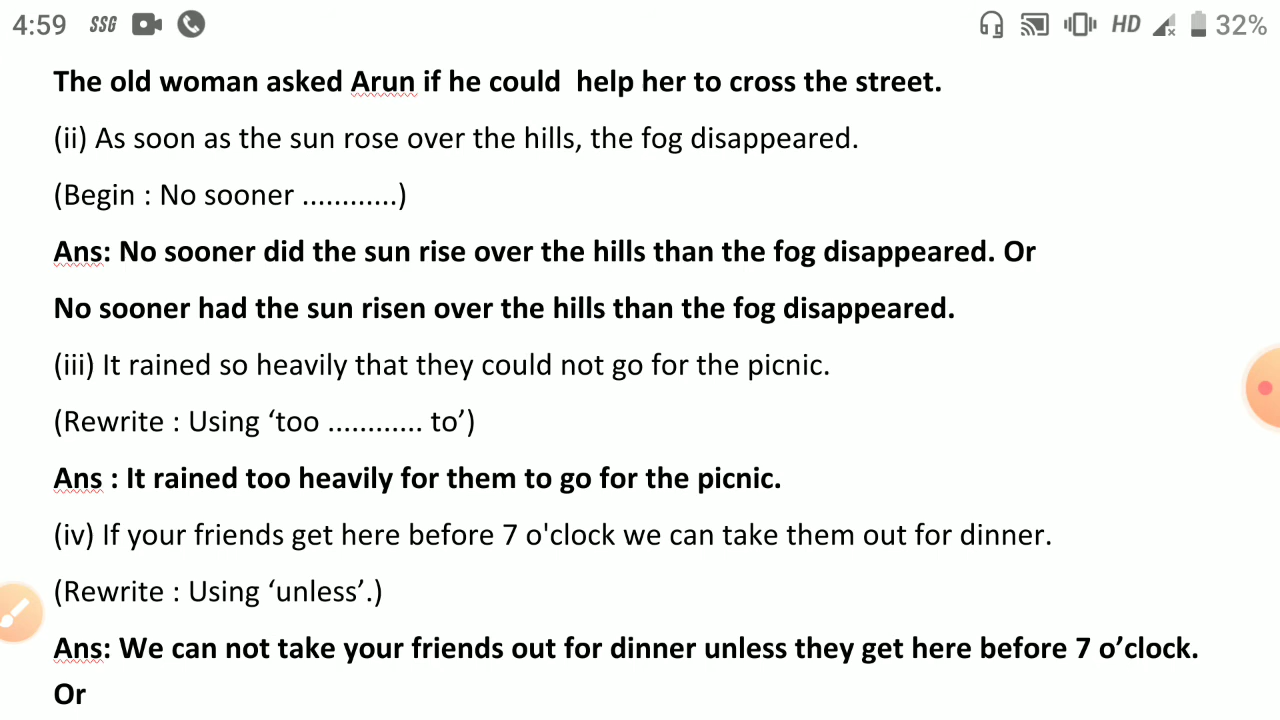 4:59 SSG HD 32%
The old woman asked Arun if he could  help her to cross the street.
(ii) As soon as the sun rose over the hills, the fog disappeared.
(Begin : No sooner ............)
Ans: No sooner did the sun rise over the hills than the fog disappeared. Or
No sooner had the sun risen over the hills than the fog disappeared.
(iii) It rained so heavily that they could not go for the picnic.
(Rewrite : Using ‘too ............ to’)
Ans : It rained too heavily for them to go for the picnic.
(iv) If your friends get here before 7 o'clock we can take them out for dinner.
(Rewrite : Using ‘unless’.)
Ans: We can not take your friends out for dinner unless they get here before 7 o’clock.
Or